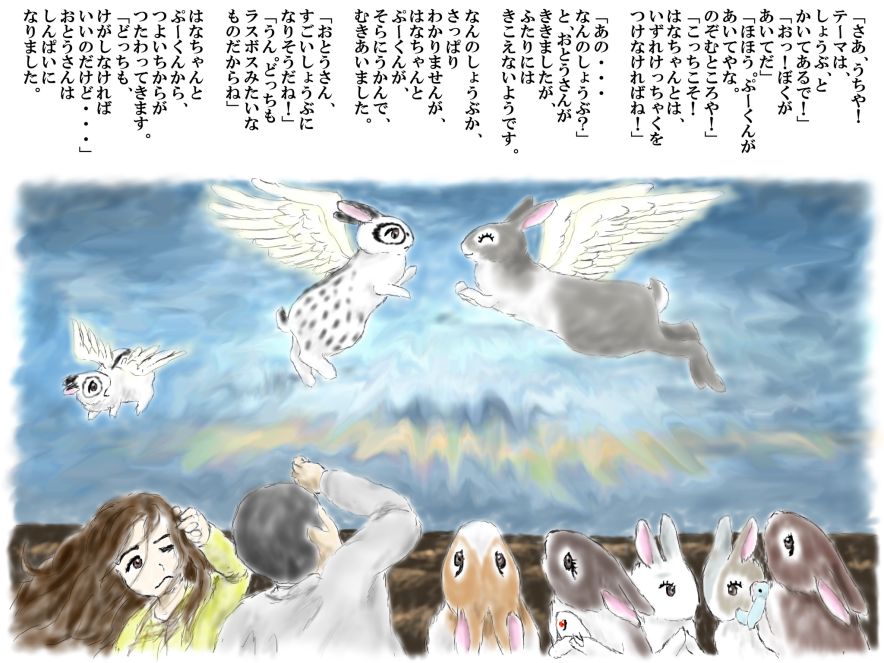 「さあ、うちや！
テーマは、
しょうぶ、と
かいてあるで！」
「おっ！ぼくが
あいてだ」
「ほほう。ぷーくんが
あいてやな。
のぞむところや！」
「こっちこそ！
はなちゃんとは、
いずれけっちゃくを
つけなければね！」
「あの・・・
なんのしょうぶ？」
と、おとうさんが
ききましたが、
ふたりには
きこえないようです。
なんのしょうぶか、
さっぱり
わかりませんが、
はなちゃんと
ぷーくんが、
そらにうかんで、
むきあいました。
「おとうさん、
すごいしょうぶに
なりそうだね！」
「うん。どっちも
ラスボスみたいな
ものだからね」
はなちゃんと
ぷーくんから、
つよいちからが
つたわってきます。
「どっちも、
けがしなければ
いいのだけど・・・」
おとうさんは
しんぱいに
なりました。